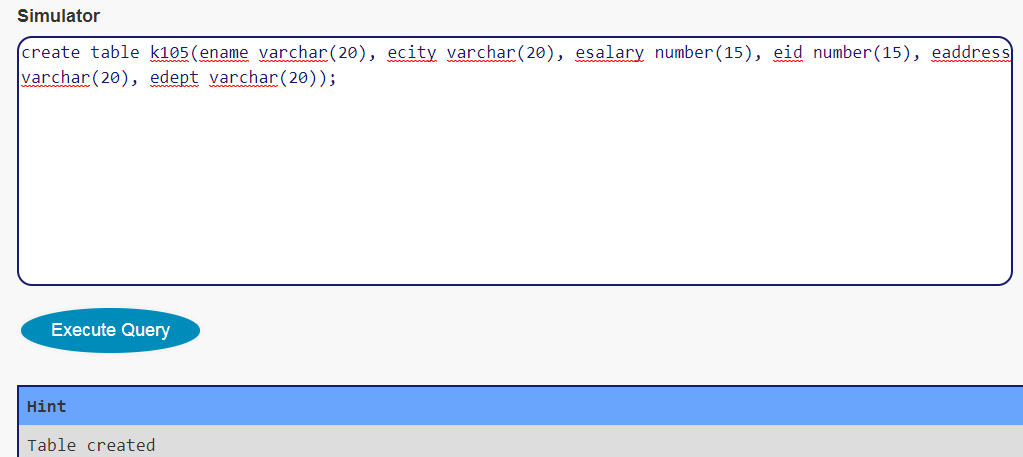 Simulator
create table k105(ename varchar(20), ecity varchar(20), esalary number(15), eid number(15), eaddress
varchar(20), edept varchar(20));
Execute Query
Hint
Table created